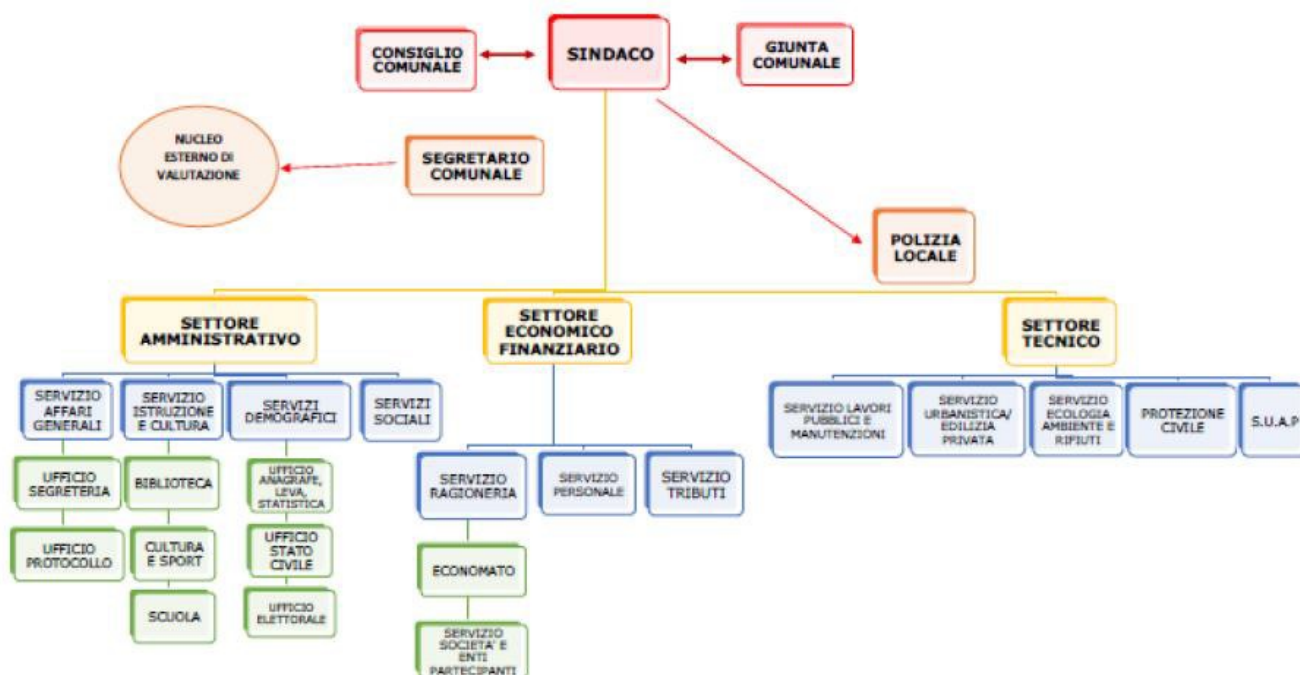 CONSIGLIO
COMUNALE
SINDACO
GIUNTA
COMUNALE
NUCLEO
ESTERNO DI
VALUTAZIONE
SEGRETARIO
COMUNALE
POLIZIA
LOCALE
SETTORE
AMMINISTRATIVO
SETTORE
ECONOMICO
FINANZIARIO
SETTORE
TECNICO
SERVIZIO
AFFARI
GENERALI
SERVIZIO
ISTRUZIONE
E CULTURA
SERVIZI
DEMOGRAFICI
SERVIZI
SOCIALI
SERVIZIO LAVORI
PUBBLICI E
MANUTENZIONI
SERVIZIO
URBANISTICA/
EDILIZIA
PRIVATA
SERVIZIO
ECOLOGIA
AMBIENTE E
RIFIUTI
PROTEZIONE
CIVILE
S.U.A.P
UFFICIO
SEGRETERIA
BIBLIOTECA
UFFICIO
ANAGRAFE,
LEVA,
STATISTICA
SERVIZIO
RAGIONERIA
SERVIZIO
PERSONALE
SERVIZIO
TRIBUTI
UFFICIO
PROTOCOLLO
CULTURA
E SPORT
UFFICIO
STATO
CIVILE
ECONOMATO
SCUOLA
UFFICIO
ELETTORALE
SERVIZIO
SOCIETA' E
ENTI
PARTECIPANTI